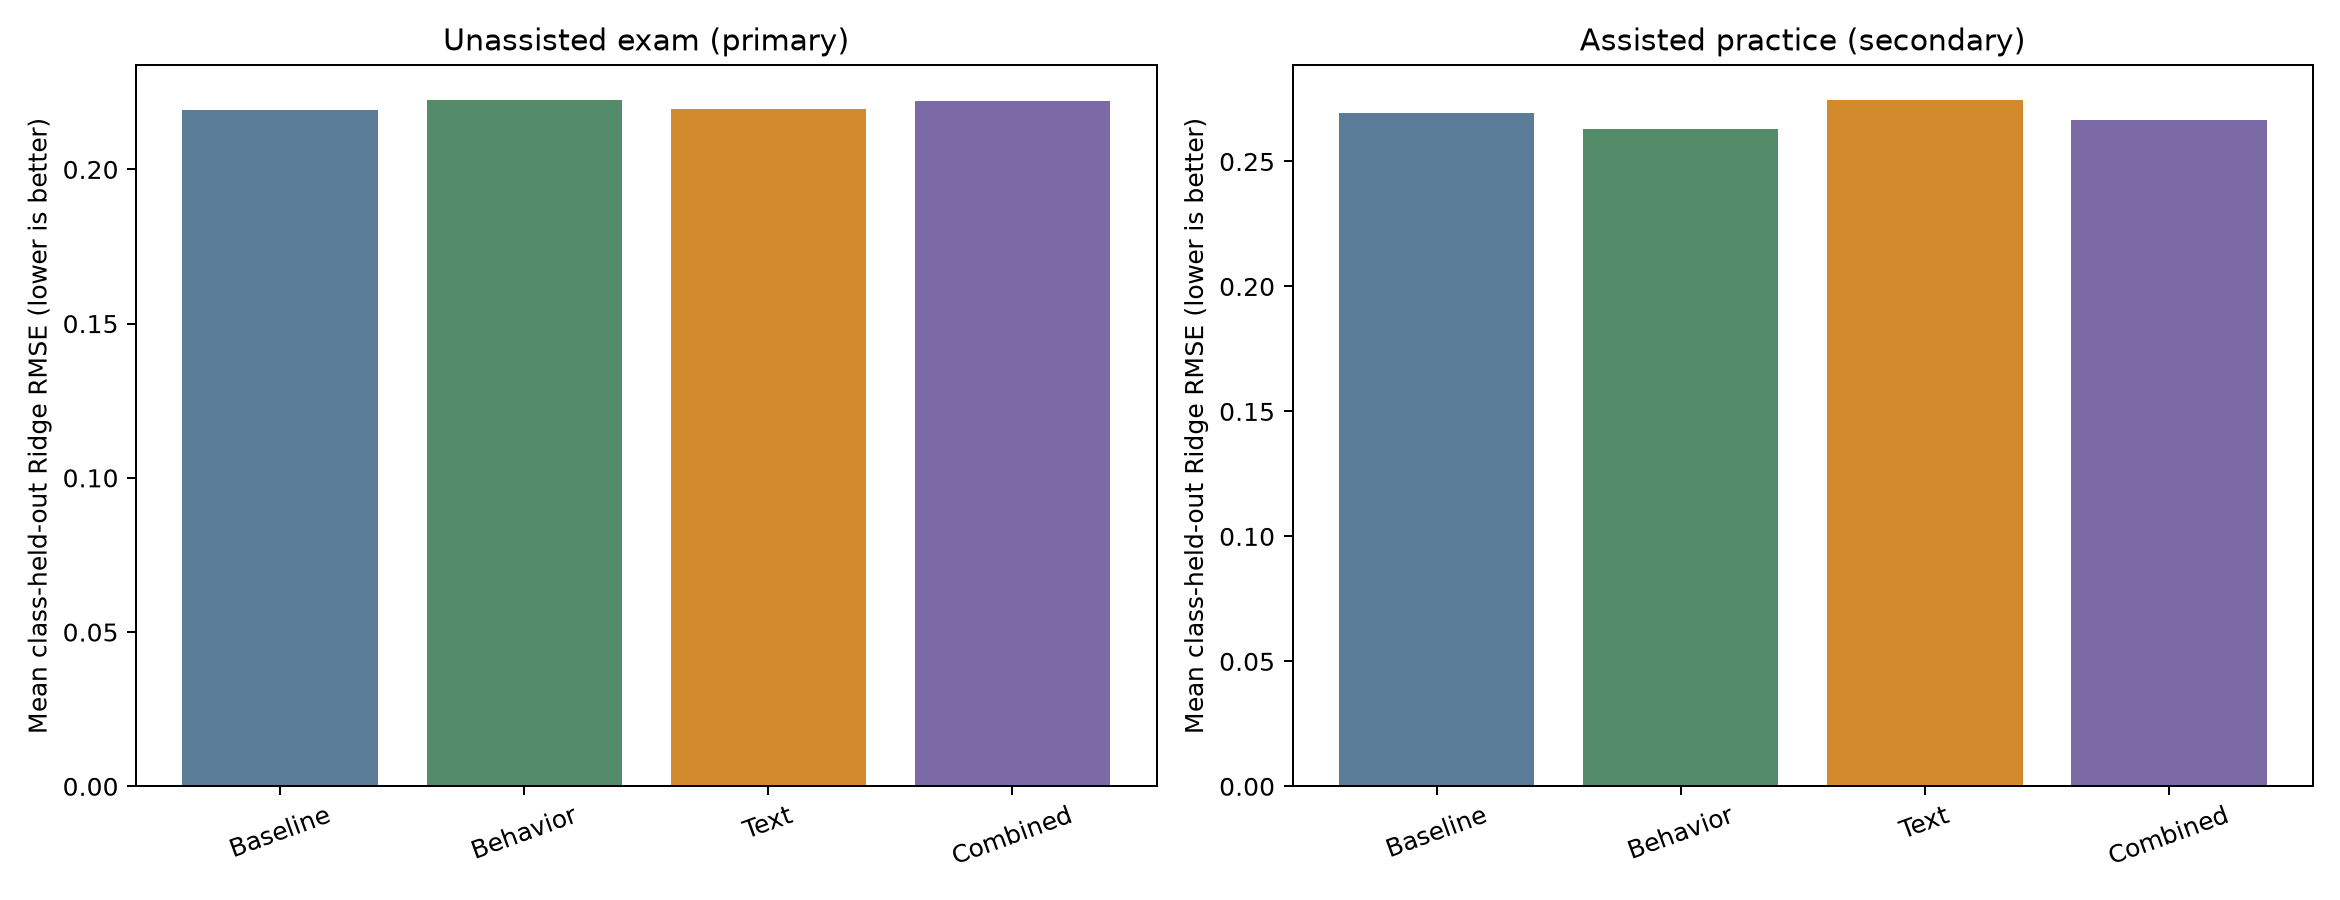 Unassisted exam (primary)
Mean class-held-out Ridge RMSE (lower is better)
0.20
0.15
0.10
0.05
0.00
Baseline
Behavior
Text
Combined
Assisted practice (secondary)
Mean class-held-out Ridge RMSE (lower is better)
0.25
0.20
0.15
0.10
0.05
0.00
Baseline
Behavior
Text
Combined